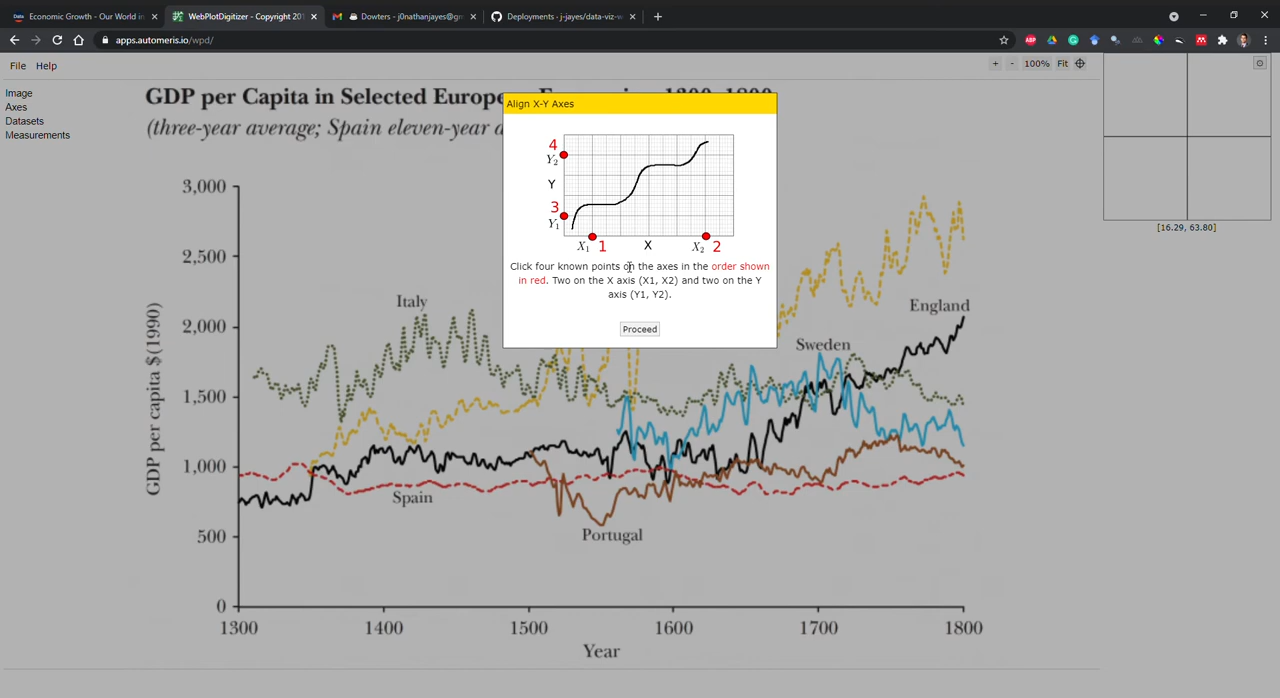 Economic Growth - Our World in
WebPlotDigitizer - Copyright 201
Dowters - j0nathanjayes@gm
Deployments · j-jayes/data-viz-w
apps.automeris.io/wpd/
File Help
+ - 100% Fit
Image
Axes
Datasets
Measurements
GDP per Capita in Selected Europe
(three-year average; Spain eleven-year a
Align X-Y Axes
4
Y2
Y
3
Y1
X1 1 X X2 2
Click four known points on the axes in the order shown
in red. Two on the X axis (X1, X2) and two on the Y
axis (Y1, Y2).
Proceed
[16.29, 63.80]
3,000
2,500
2,000
1,500
1,000
500
0
GDP per capita $(1990)
Italy
England
Sweden
Spain
Portugal
1300 1400 1500 1600 1700 1800
Year